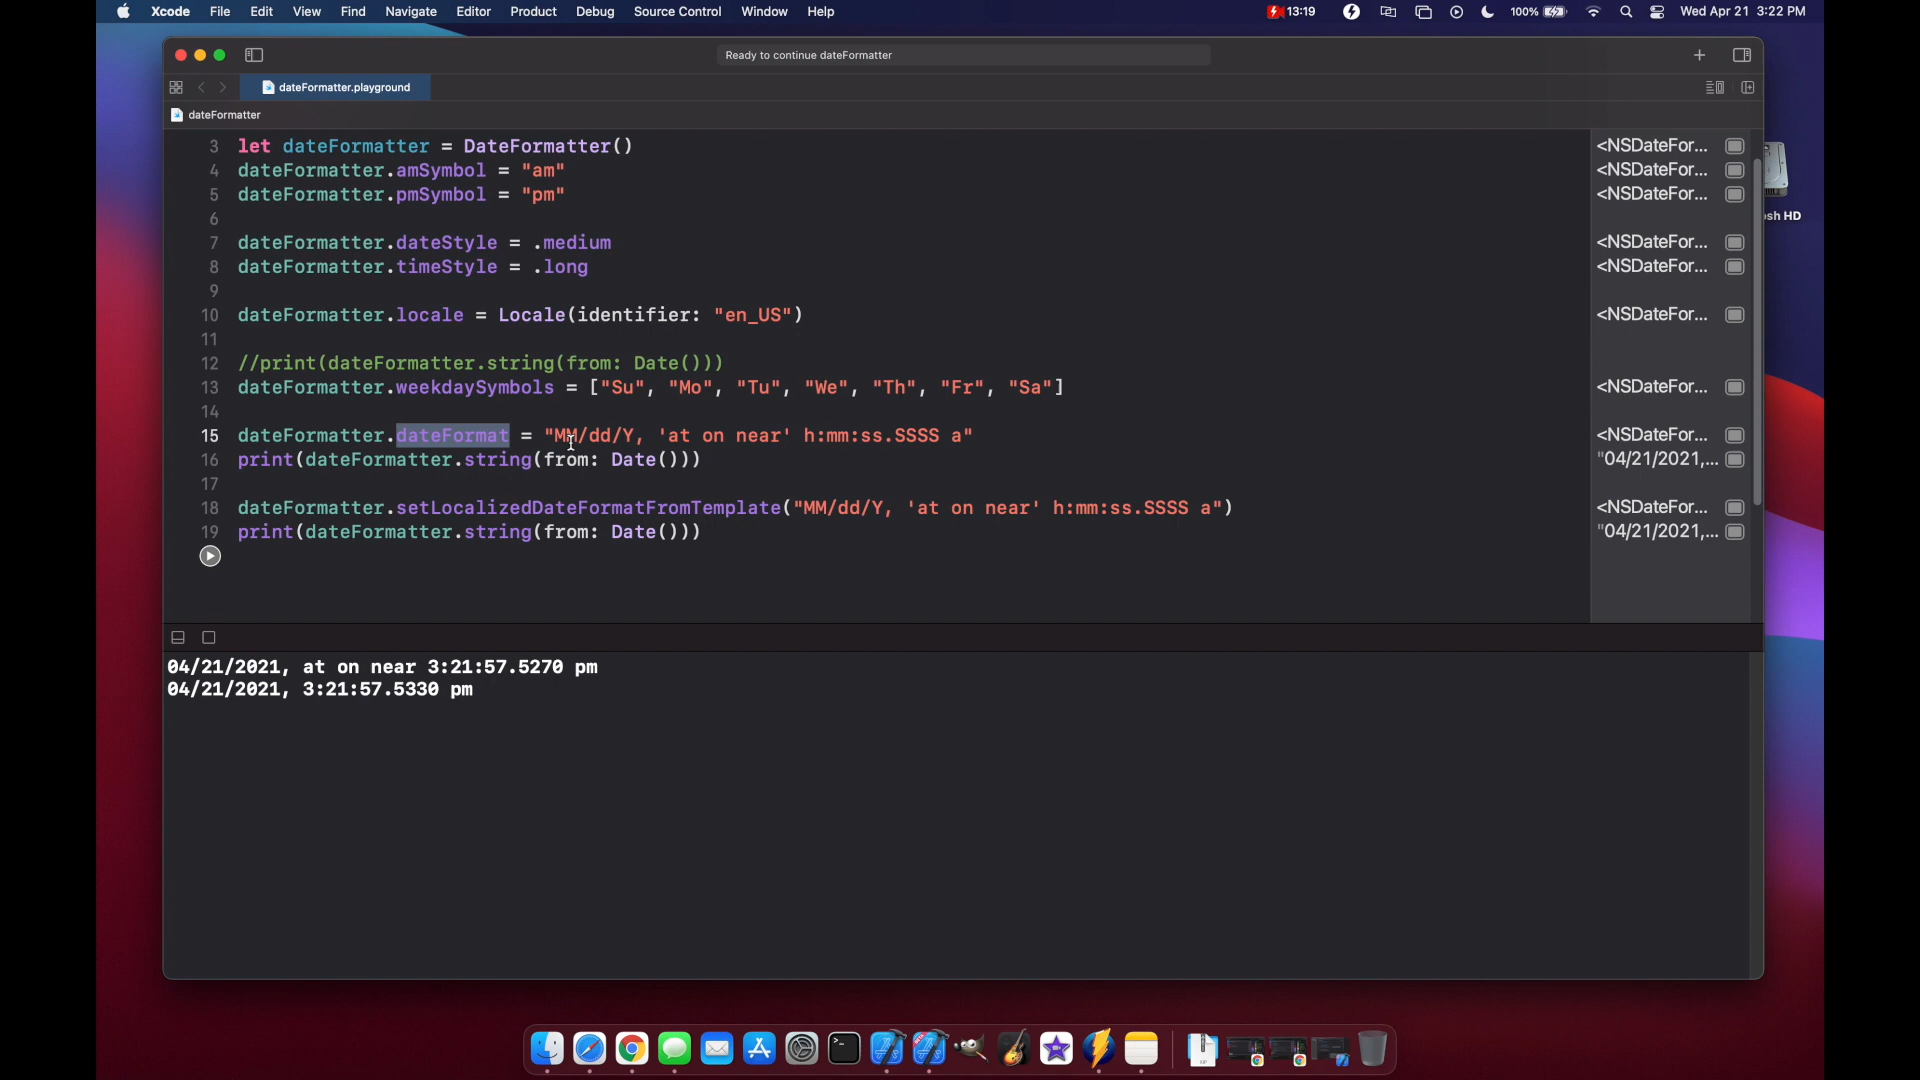 Xcode File Edit View Find Navigate Editor Product Debug Source Control Window Help 13:19 100% Wed Apr 21 3:22 PM
Ready to continue dateFormatter
dateFormatter.playground
dateFormatter
3 let dateFormatter = DateFormatter() <NSDateFor...
4 dateFormatter.amSymbol = "am" <NSDateFor...
5 dateFormatter.pmSymbol = "pm" <NSDateFor...
6
7 dateFormatter.dateStyle = .medium <NSDateFor...
8 dateFormatter.timeStyle = .long <NSDateFor...
9
10 dateFormatter.locale = Locale(identifier: "en_US") <NSDateFor...
11
12 //print(dateFormatter.string(from: Date()))
13 dateFormatter.weekdaySymbols = ["Su", "Mo", "Tu", "We", "Th", "Fr", "Sa"] <NSDateFor...
14
15 dateFormatter.dateFormat = "MM/dd/Y, 'at on near' h:mm:ss.SSSS a" <NSDateFor...
16 print(dateFormatter.string(from: Date())) "04/21/2021,...
17
18 dateFormatter.setLocalizedDateFormatFromTemplate("MM/dd/Y, 'at on near' h:mm:ss.SSSS a") <NSDateFor...
19 print(dateFormatter.string(from: Date())) "04/21/2021,...
osh HD
04/21/2021, at on near 3:21:57.5270 pm
04/21/2021, 3:21:57.5330 pm